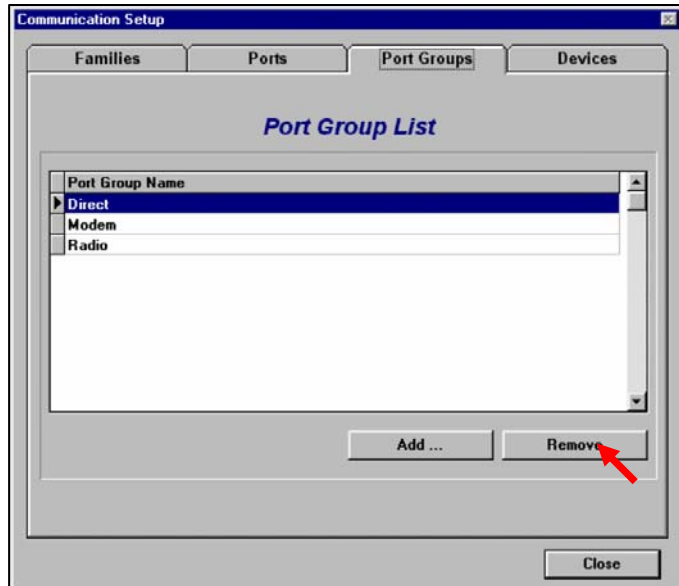 Communication Setup
Families Ports Port Groups Devices
Port Group List
Port Group Name
Direct
Modem
Radio
Add ... Remove
Close